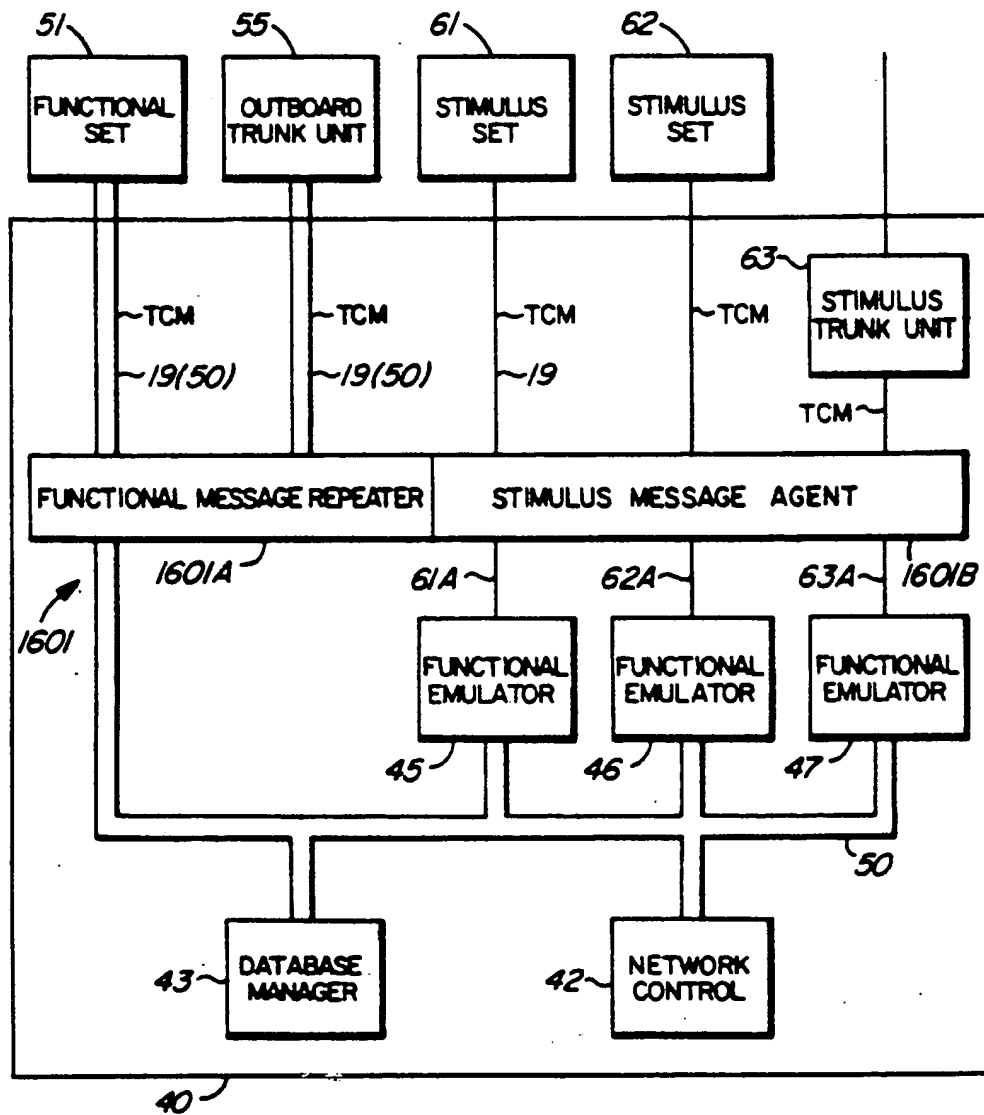 51
55
61
62
FUNCTIONAL
SET
OUTBOARD
TRUNK UNIT
STIMULUS
SET
STIMULUS
SET
63
STIMULUS
TRUNK UNIT
TCM
TCM
TCM
TCM
19(50)
19(50)
19
TCM
FUNCTIONAL MESSAGE REPEATER
STIMULUS MESSAGE AGENT
1601
1601A
61A
62A
63A
1601B
FUNCTIONAL
EMULATOR
FUNCTIONAL
EMULATOR
FUNCTIONAL
EMULATOR
45
46
47
50
43
DATABASE
MANAGER
42
NETWORK
CONTROL
40